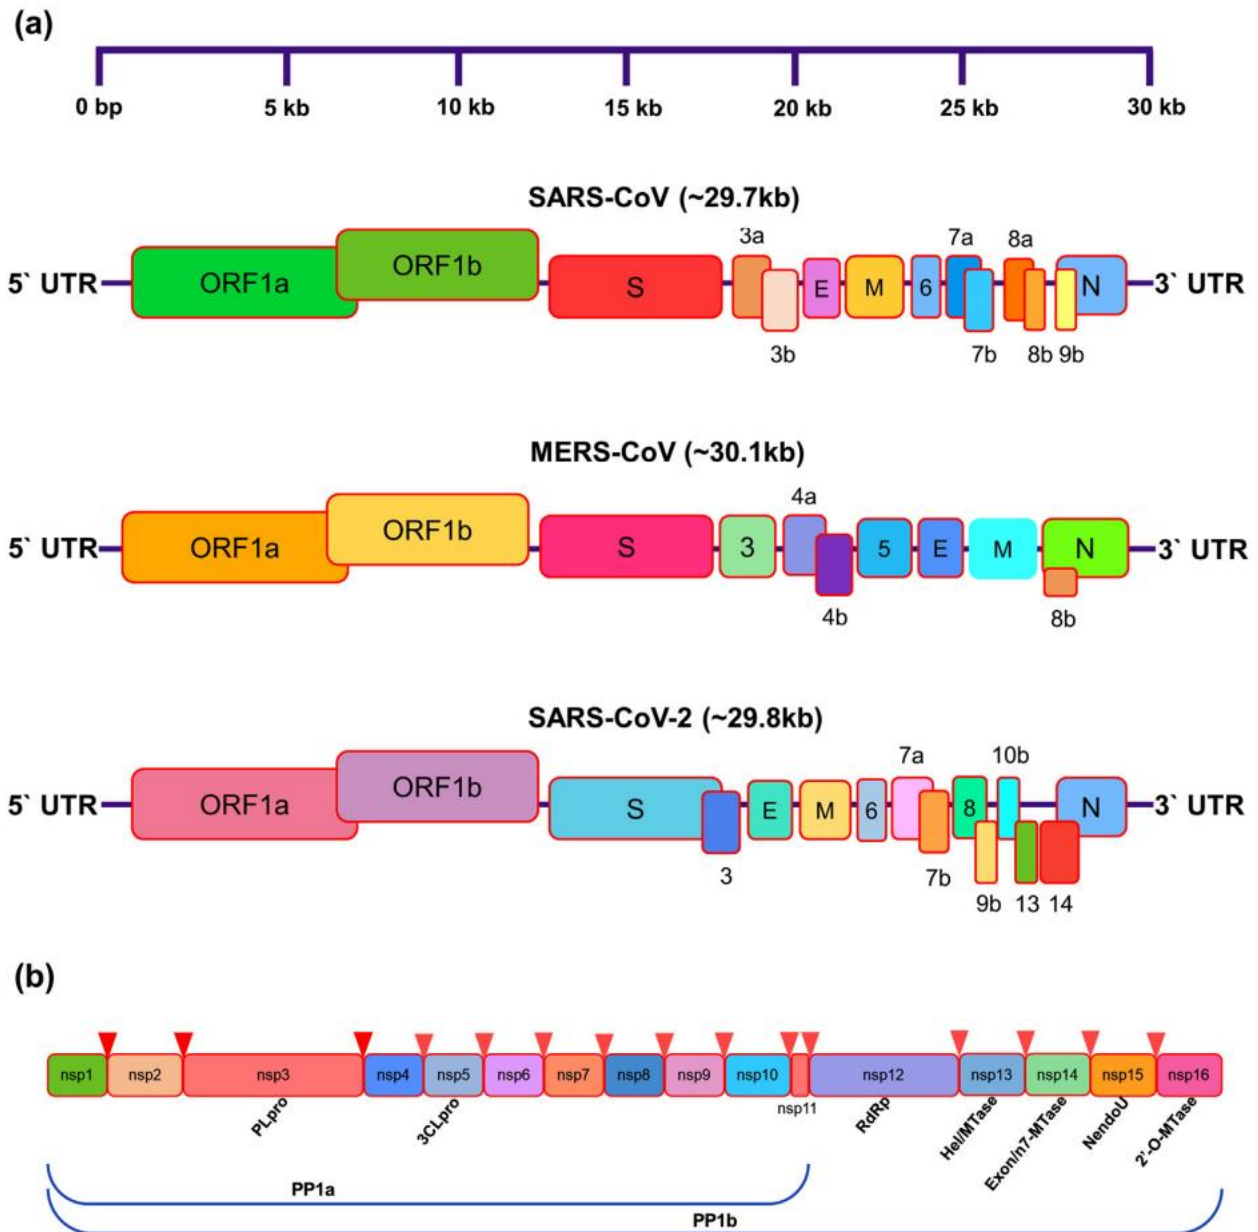 (a)
0 bp 5 kb 10 kb 15 kb 20 kb 25 kb 30 kb
SARS-CoV (~29.7kb)
3a 7a 8a
5` UTR ORF1a ORF1b S E M 6 N 3` UTR
3b 7b 8b 9b
MERS-CoV (~30.1kb)
4a
5` UTR ORF1a ORF1b S 3 5 E M N 3` UTR
4b 8b
SARS-CoV-2 (~29.8kb)
7a 10b
5` UTR ORF1a ORF1b S E M 6 8 N 3` UTR
3 7b 9b 13 14
(b)
nsp1 nsp2 nsp3 nsp4 nsp5 nsp6 nsp7 nsp8 nsp9 nsp10 nsp11 nsp12 nsp13 nsp14 nsp15 nsp16
PLpro 3CLpro RdRp Hel/MTase Exon/n7-MTase NendoU 2'-O-MTase
PP1a
PP1b